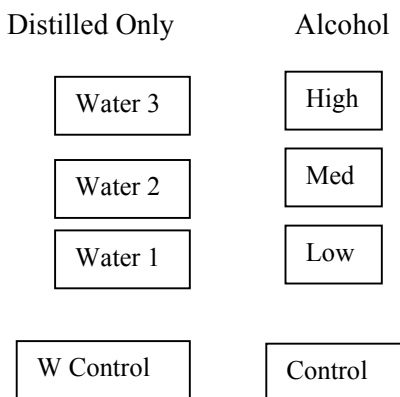 Distilled Only Alcohol
Water 3 High
Water 2 Med
Water 1 Low
W Control Control